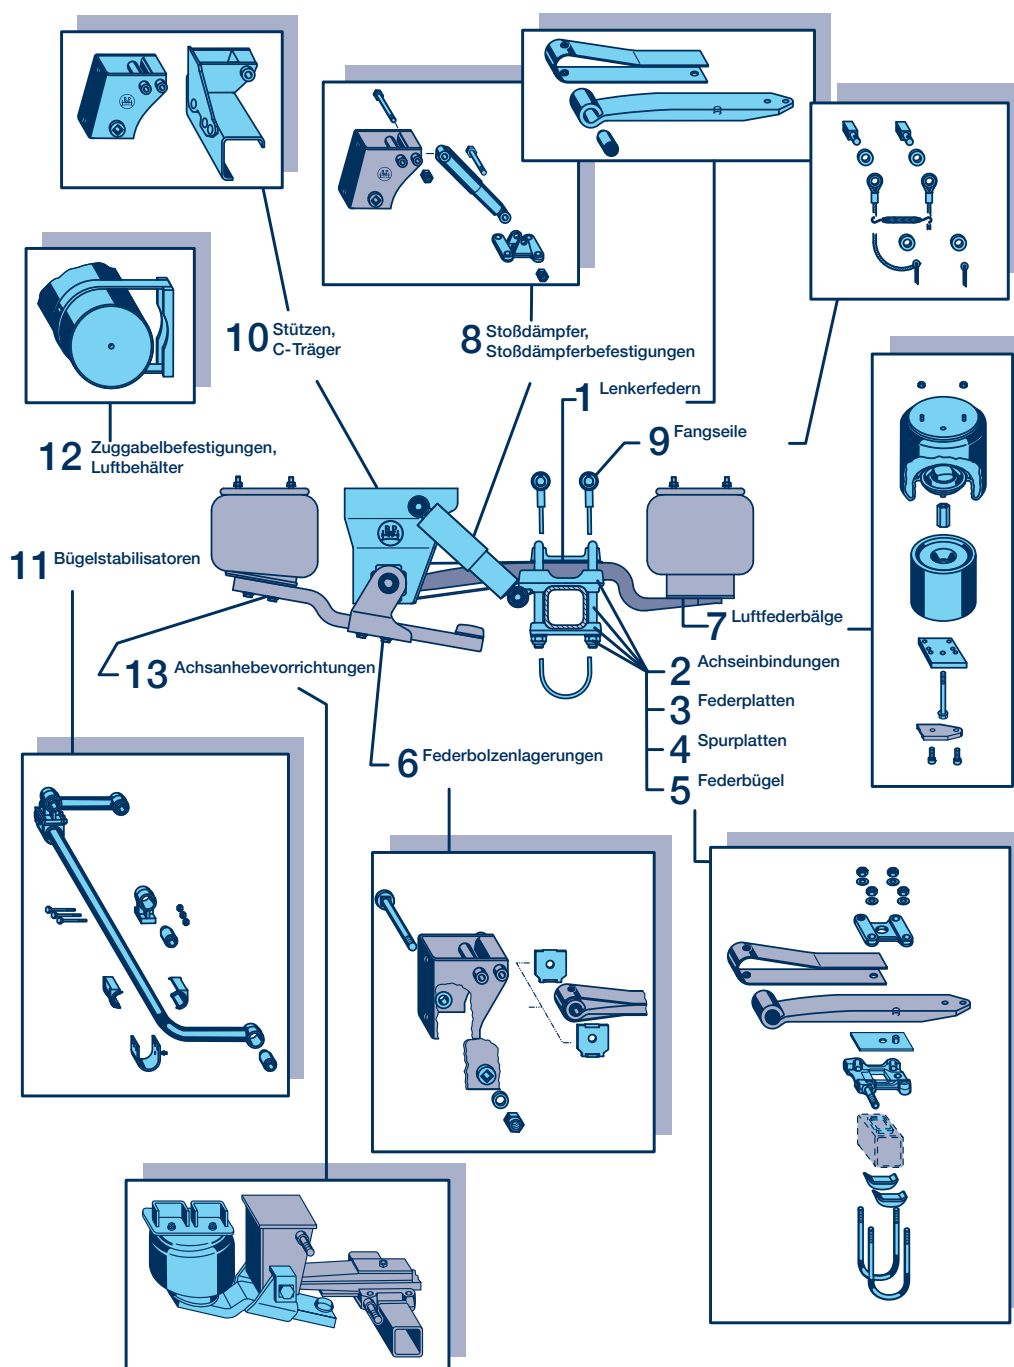 10 Stützen,
C-Träger
8 Stoßdämpfer,
Stoßdämpferbefestigungen
1 Lenkerfedern
9 Fangseile
12 Zuggabelbefestigungen,
Luftbehälter
11 Bügelstabilisatoren
7 Luftfederbälge
13 Achsanhebevorrichtungen
2 Achseinbindungen
3 Federplatten
4 Spurplatten
6 Federbolzenlagerungen
5 Federbügel